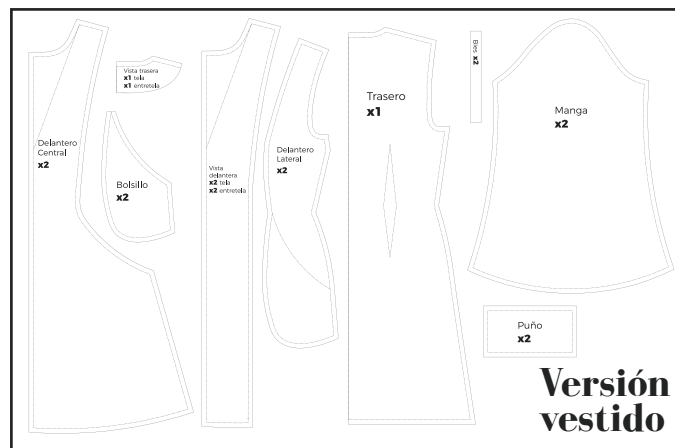 Delantero
Central
x2
Vista trasera
x1 tela
x1 entretela
Bolsillo
x2
Vista
delantera
x2 tela
x2 entretela
Delantero
Lateral
x2
Trasero
x1
Bies x2
Manga
x2
Puño
x2
Versión
vestido